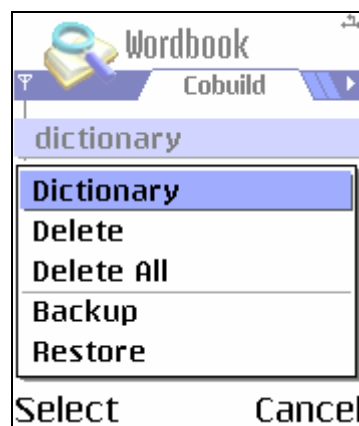 Wordbook
Cobuild
dictionary
Dictionary
Delete
Delete All
Backup
Restore
Select Cancel